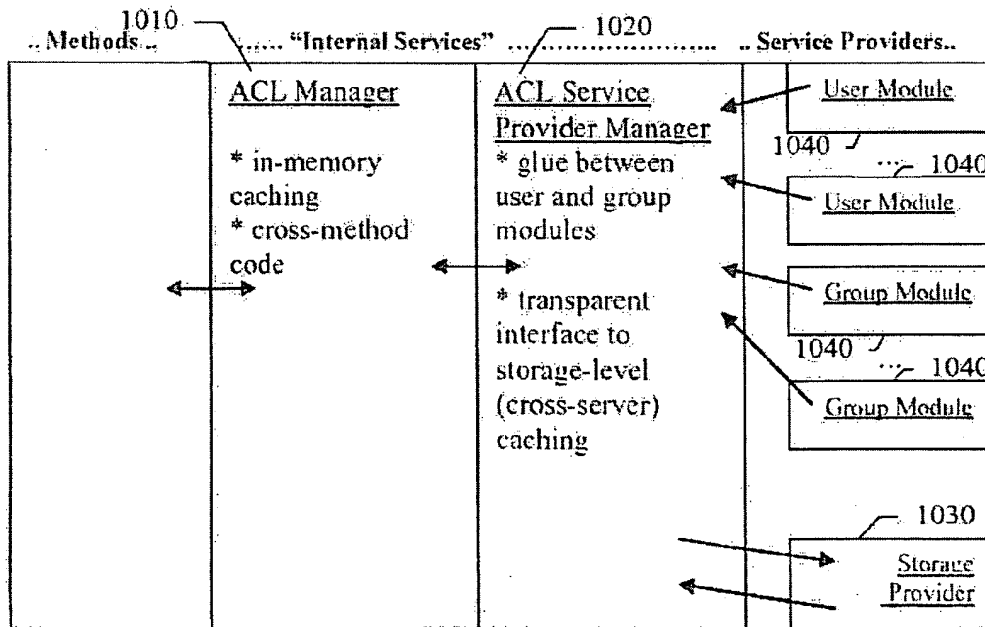 1010
1020
.. Methods ..
...... “Internal Services” ........................
.. Service Providers..
ACL Manager
* in-memory
caching
* cross-method
code
ACL Service
Provider Manager
* glue between
user and group
modules
* transparent
interface to
storage-level
(cross-server)
caching
User Module
1040
... 1040
User Module
Group Module
1040
... 1040
Group Module
1030
Storage
Provider